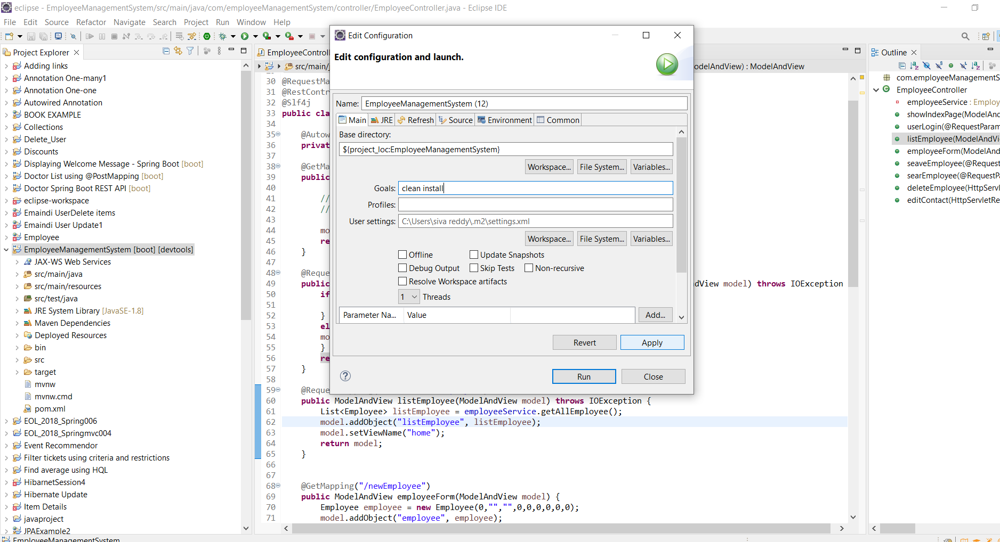 eclipse - EmployeeManagementSystem/src/main/java/com/employeeManagementSystem/controller/EmployeeController.java - Eclipse IDE
File Edit Source Refactor Navigate Search Project Run Window Help
Project Explorer
Adding links
Annotation One-many1
Annotation One-one
Autowired Annotation
BOOK EXAMPLE
Collections
Delete_User
Discounts
Displaying Welcome Message - Spring Boot [boot]
Doctor List using @PostMapping [boot]
Doctor Spring Boot REST API [boot]
eclipse-workspace
Emaindi UserDelete items
Emaindi User Update1
Employee
EmployeeManagementSystem [boot] [devtools]
JAX-WS Web Services
src/main/java
src/main/resources
src/test/java
JRE System Library [JavaSE-1.8]
Maven Dependencies
Deployed Resources
bin
src
target
mvnw
mvnw.cmd
pom.xml
EOL_2018_Spring006
EOL_2018_Springmvc004
Event Recommendor
Filter tickets using criteria and restrictions
Find average using HQL
HibarnetSession4
Hibernate Update
Item Details
javaproject
JPAExample2
EmployeeManagementSystem
EmployeeControll
src/main/j
odelAndView) : ModelAndView
30 @RequestMa
31 @RestContr
32 @Slf4j
33 public cla
34
35 @Autow
36 privat
37
38 @GetMa
39 public
40
41 //
42 //
43
44 mo
45 re
46 }
47
48 @Reque
49 public dView model) throws IOException
50 if
51
52 }
53 el
54 mo
55 }
56 re
57 }
58
59 @Reque
60 public ModelAndView listEmployee(ModelAndView model) throws IOException {
61 List<Employee> listEmployee = employeeService.getAllEmployee();
62 model.addObject("listEmployee", listEmployee);
63 model.setViewName("home");
64 return model;
65 }
66
67
68 @GetMapping("/newEmployee")
69 public ModelAndView employeeForm(ModelAndView model) {
70 Employee employee = new Employee(0,"","",0,0,0,0,0,0);
71 model.addObject("employee", employee);
Edit Configuration
Edit configuration and launch.
Name: EmployeeManagementSystem (12)
Main JRE Refresh Source Environment Common
Base directory:
${project_loc:EmployeeManagementSystem}
Workspace... File System... Variables...
Goals: clean install
Profiles:
User settings: C:\Users\siva reddy\.m2\settings.xml
Workspace... File System... Variables...
Offline Update Snapshots
Debug Output Skip Tests Non-recursive
Resolve Workspace artifacts
1 Threads
Parameter Na... Value Add...
Revert Apply
Run Close
Outline
com.employeeManagementS
EmployeeController
employeeService : Employ
showIndexPage(ModelAnd
userLogin(@RequestParam
listEmployee(ModelAndVi
employeeForm(ModelAnd
seaveEmployee(@Request
searEmployee(@RequestPa
deleteEmployee(HttpServl
editContact(HttpServletRe